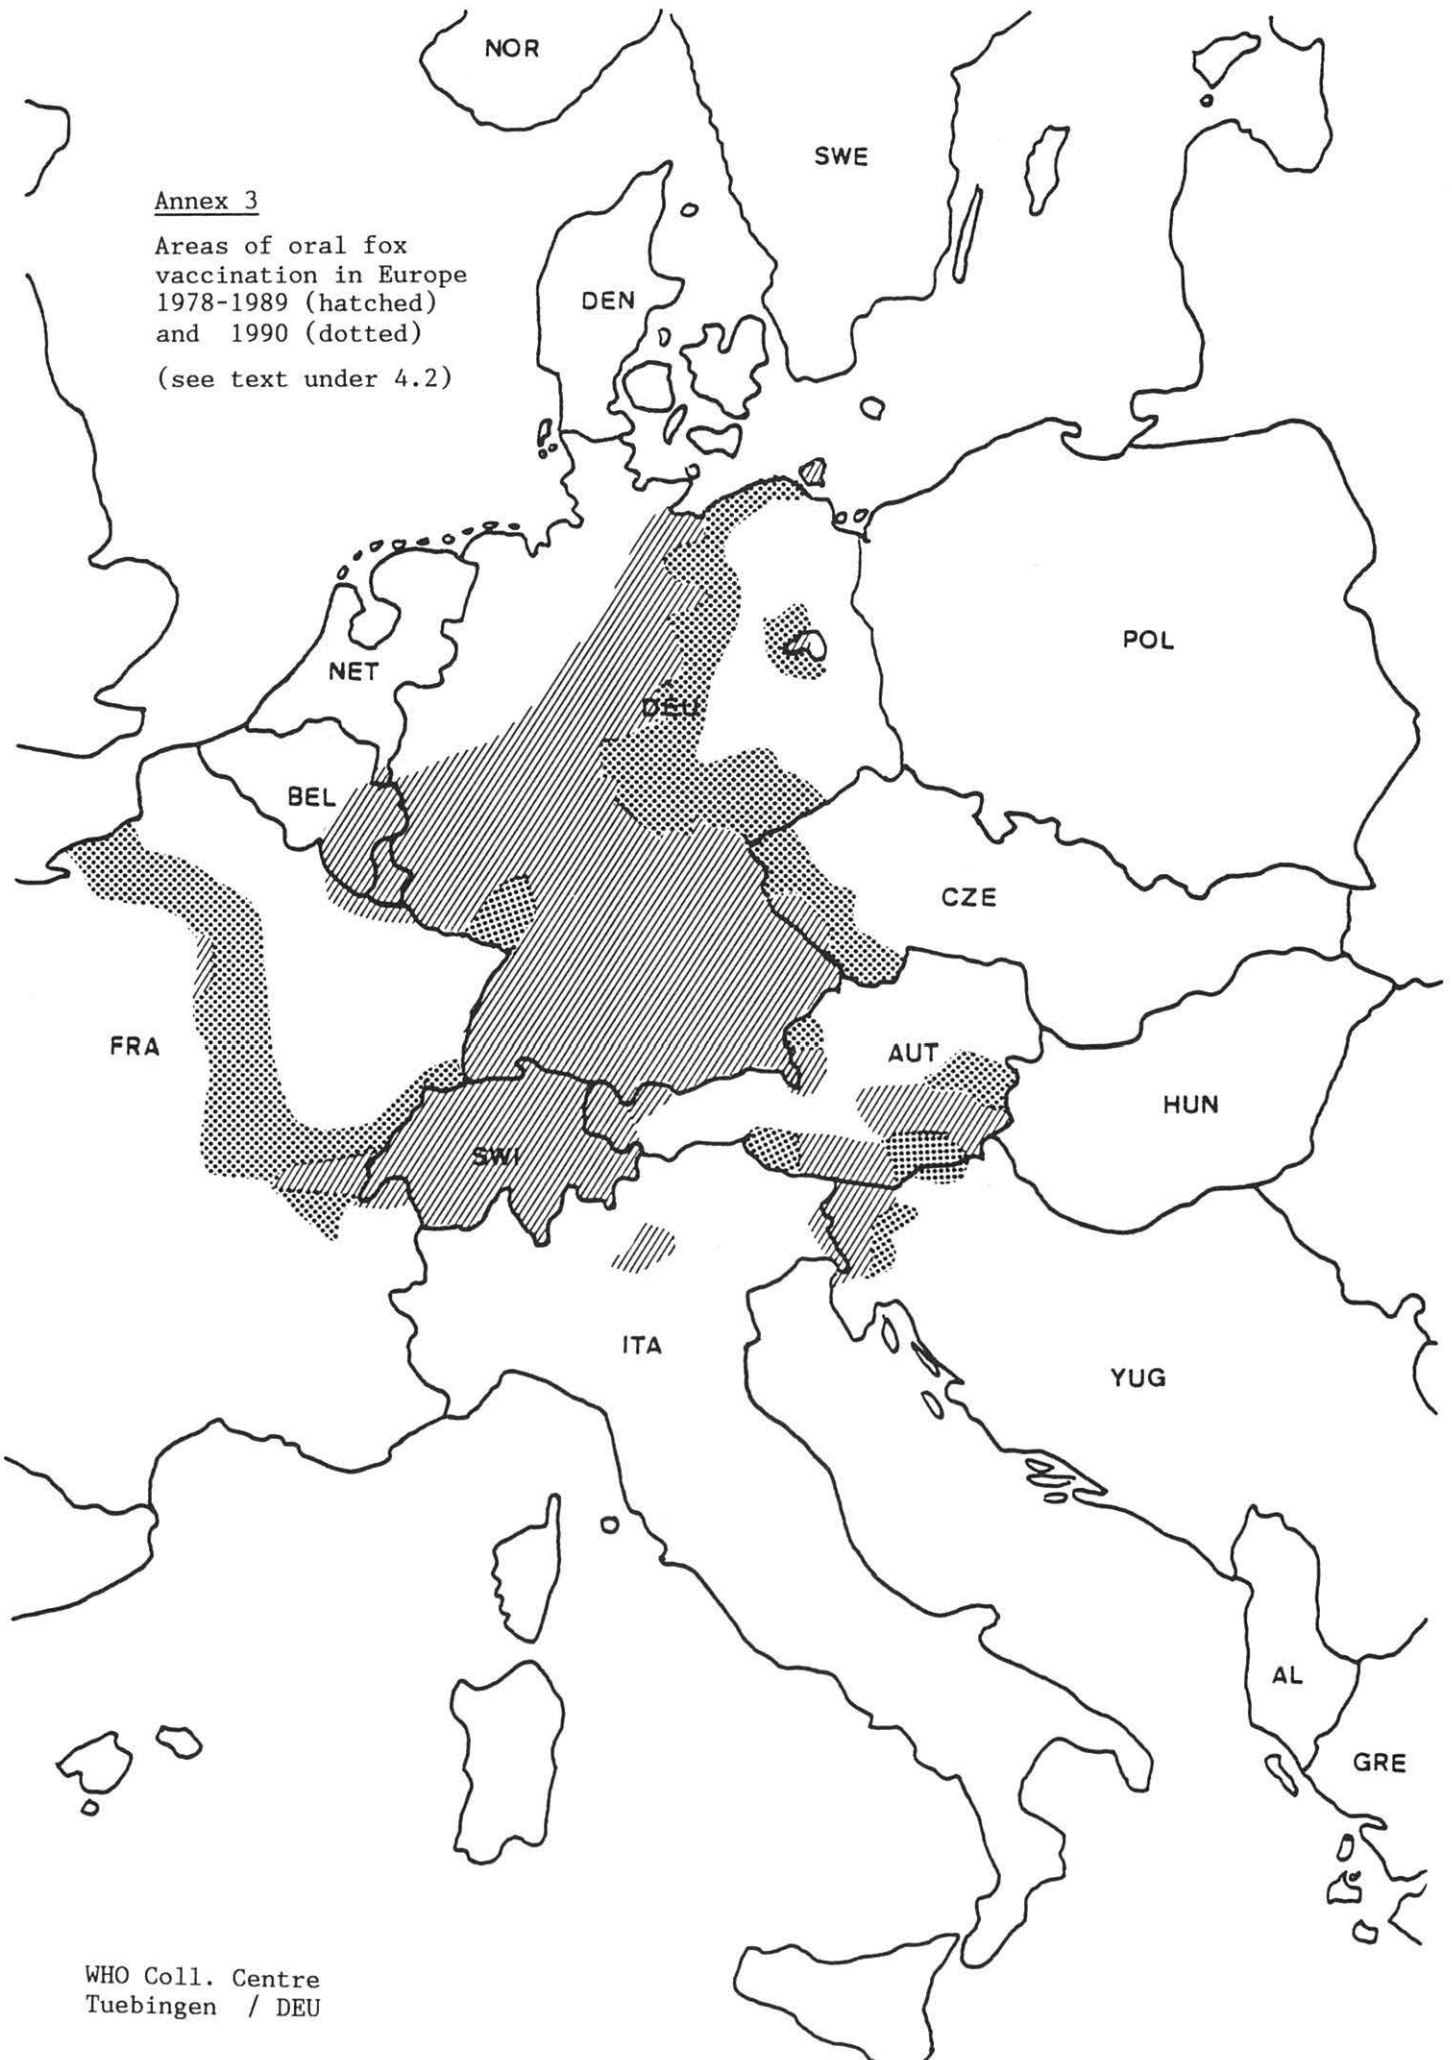 NOR
SWE
Annex 3
Areas of oral fox
vaccination in Europe
1978-1989 (hatched)
and 1990 (dotted)
(see text under 4.2)
DEN
POL
NET
DEU
BEL
CZE
FRA
AUT
HUN
SWI
ITA
YUG
AL
GRE
WHO Coll. Centre
Tuebingen / DEU